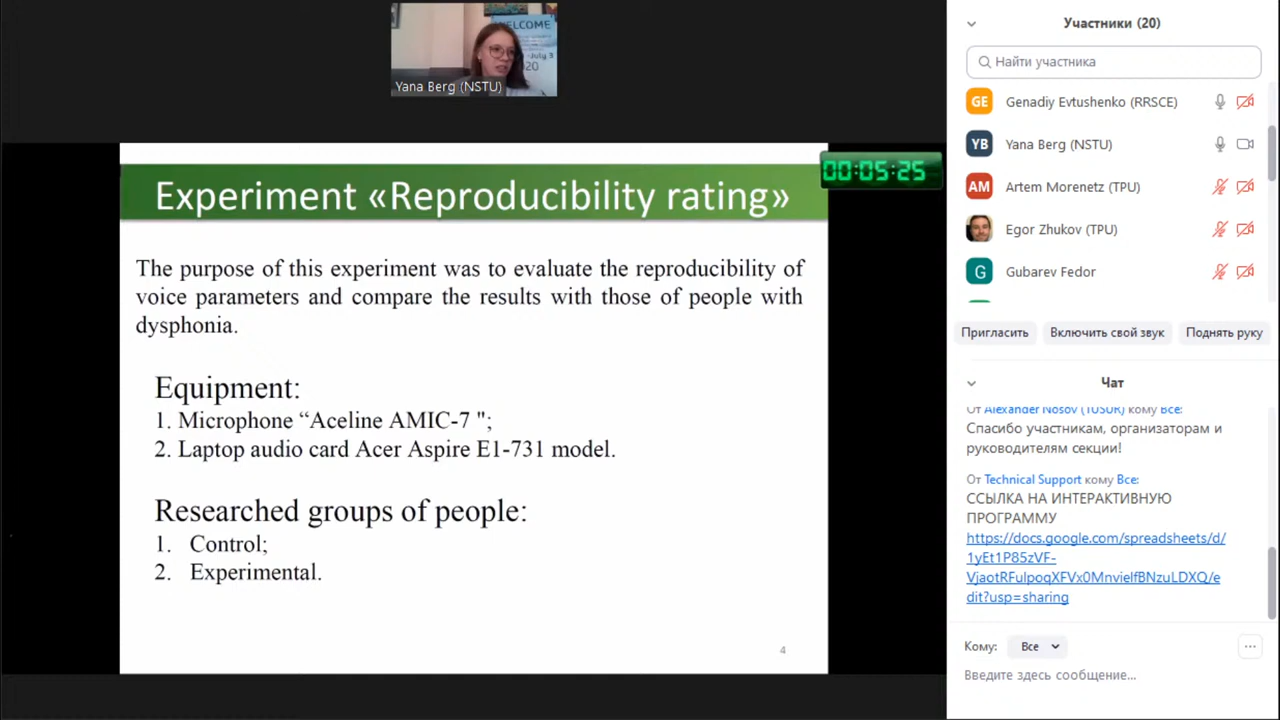 WELCOME
July 3
2020
Yana Berg (NSTU)
00:05:25
Experiment «Reproducibility rating»
The purpose of this experiment was to evaluate the reproducibility of
voice parameters and compare the results with those of people with
dysphonia.
Equipment:
1. Microphone “Aceline AMIC-7 ";
2. Laptop audio card Acer Aspire E1-731 model.
Researched groups of people:
1. Control;
2. Experimental.
4
Участники (20)
Найти участника
GE Genadiy Evtushenko (RRSCE)
YB Yana Berg (NSTU)
AM Artem Morenetz (TPU)
Egor Zhukov (TPU)
G Gubarev Fedor
Пригласить Включить свой звук Поднять руку
Чат
От Alexander Nosov (TUSUR) кому Все:
Спасибо участникам, организаторам и
руководителям секции!
От Technical Support кому Все:
ССЫЛКА НА ИНТЕРАКТИВНУЮ
ПРОГРАММУ
https://docs.google.com/spreadsheets/d/
1yEt1P85zVF-
VjaotRFulpoqXFVx0MnvielfBNzuLDXQ/e
dit?usp=sharing
Кому: Все
Введите здесь сообщение...